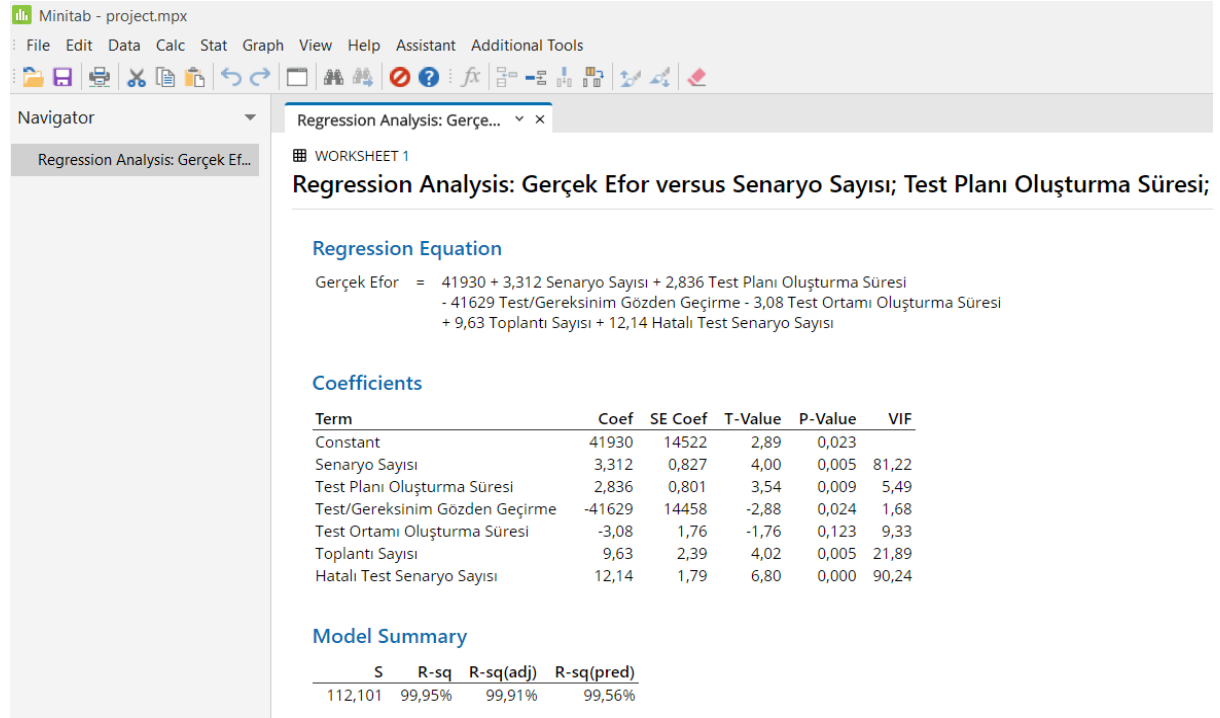 Minitab - project.mpx
File Edit Data Calc Stat Graph View Help Assistant Additional Tools
fx
Navigator
Regression Analysis: Gerçe...
Regression Analysis: Gerçek Ef...
WORKSHEET 1
Regression Analysis: Gerçek Efor versus Senaryo Sayısı; Test Planı Oluşturma Süresi;
Regression Equation
Gerçek Efor = 41930 + 3,312 Senaryo Sayısı + 2,836 Test Planı Oluşturma Süresi
- 41629 Test/Gereksinim Gözden Geçirme - 3,08 Test Ortamı Oluşturma Süresi
+ 9,63 Toplantı Sayısı + 12,14 Hatalı Test Senaryo Sayısı
Coefficients
Term Coef SE Coef T-Value P-Value VIF
Constant 41930 14522 2,89 0,023
Senaryo Sayısı 3,312 0,827 4,00 0,005 81,22
Test Planı Oluşturma Süresi 2,836 0,801 3,54 0,009 5,49
Test/Gereksinim Gözden Geçirme -41629 14458 -2,88 0,024 1,68
Test Ortamı Oluşturma Süresi -3,08 1,76 -1,76 0,123 9,33
Toplantı Sayısı 9,63 2,39 4,02 0,005 21,89
Hatalı Test Senaryo Sayısı 12,14 1,79 6,80 0,000 90,24
Model Summary
S R-sq R-sq(adj) R-sq(pred)
112,101 99,95% 99,91% 99,56%